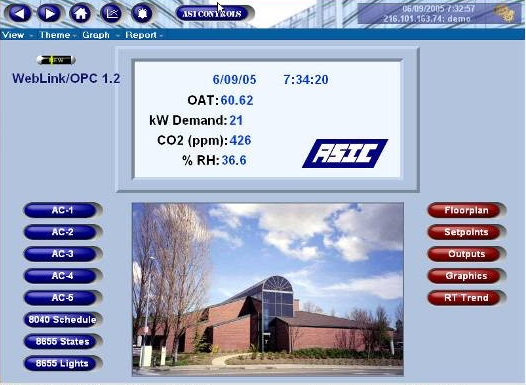 ASI CONTROLS
06/09/2005 7:32:57
216.101.163.74: demo
View Theme Graph Report
WebLink/OPC 1.2
6/09/05 7:34:20
OAT: 60.62
kW Demand: 21
CO2 (ppm): 426
% RH: 36.6
ASIC
AC-1
AC-2
AC-3
AC-4
AC-5
8040 Schedule
8655 States
8655 Lights
Floorplan
Setpoints
Outputs
Graphics
RT Trend